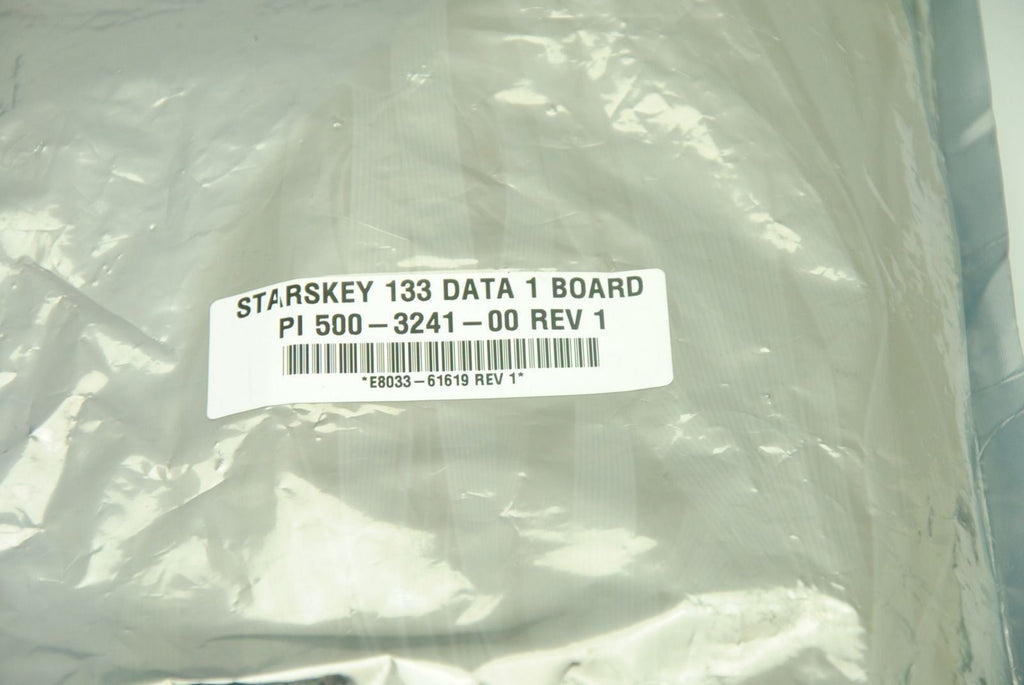 STARSKEY 133 DATA 1 BOARD
PI 500-3241-00 REV 1
*E8033-61619 REV 1*